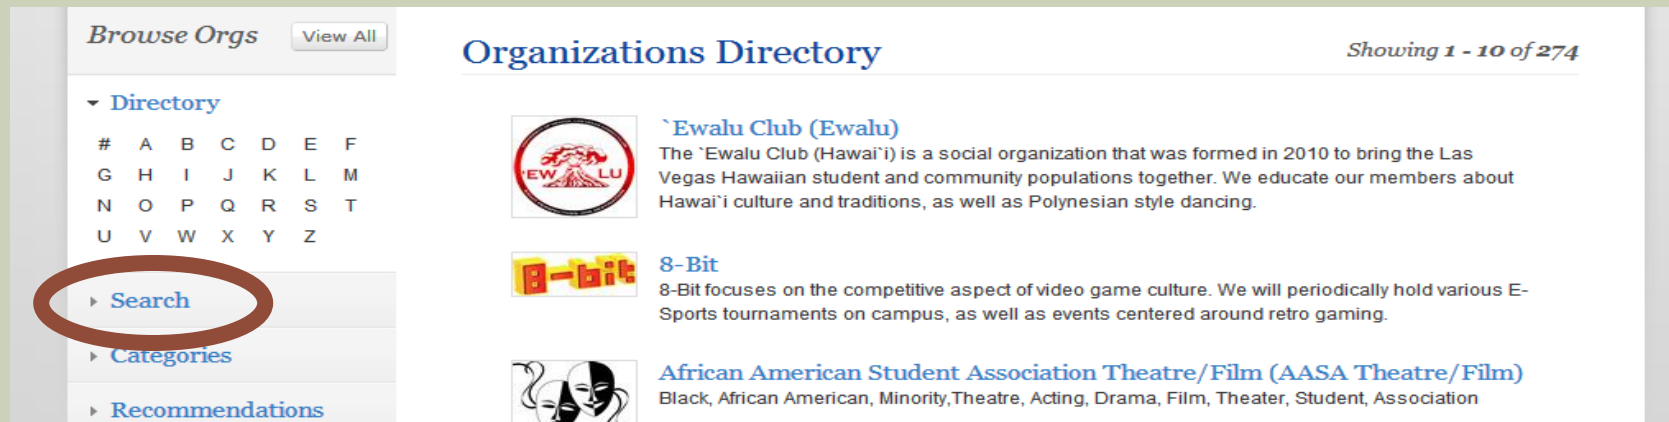 Browse Orgs
View All
Directory
# A B C D E F
G H I J K L M
N O P Q R S T
U V W X Y Z
Search
Categories
Recommendations
Organizations Directory
Showing 1 - 10 of 274
`EW LU
`Ewalu Club (Ewalu)
The `Ewalu Club (Hawai`i) is a social organization that was formed in 2010 to bring the Las
Vegas Hawaiian student and community populations together. We educate our members about
Hawai`i culture and traditions, as well as Polynesian style dancing.
8-bit
8-Bit
8-Bit focuses on the competitive aspect of video game culture. We will periodically hold various E-
Sports tournaments on campus, as well as events centered around retro gaming.
African American Student Association Theatre/Film (AASA Theatre/Film)
Black, African American, Minority,Theatre, Acting, Drama, Film, Theater, Student, Association